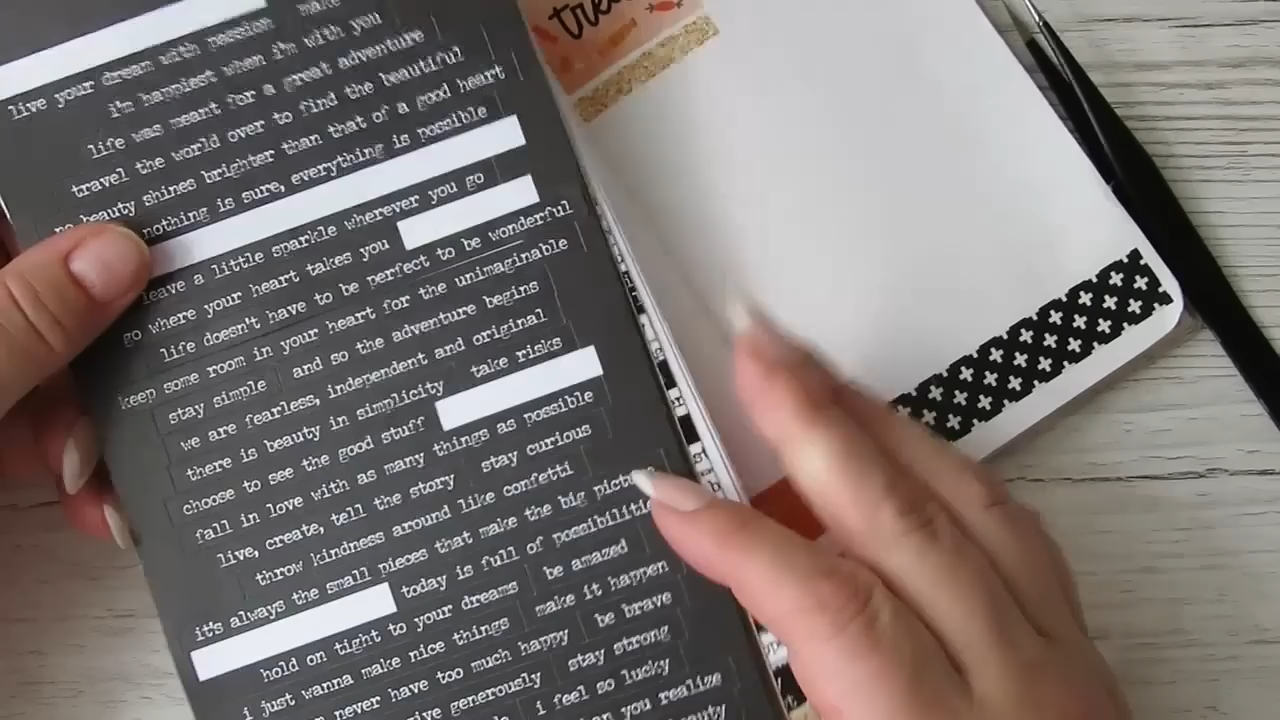 live your dream with passion make
i'm happiest when i'm with you
life was meant for a great adventure
travel the world over to find the beautiful
no beauty shines brighter than that of a good heart
nothing is sure, everything is possible
leave a little sparkle wherever you go
go where your heart takes you
life doesn't have to be perfect to be wonderful
keep some room in your heart for the unimaginable
stay simple and so the adventure begins
we are fearless, independent and original
there is beauty in simplicity take risks
choose to see the good stuff
fall in love with as many things as possible
live, create, tell the story stay curious
throw kindness around like confetti
it's always the small pieces that make the big picture
today is full of possibilitie
hold on tight to your dreams be amazed
i just wanna make nice things make it happen
never have too much happy be brave
give generously stay strong
i feel so lucky
than you realize
beauty